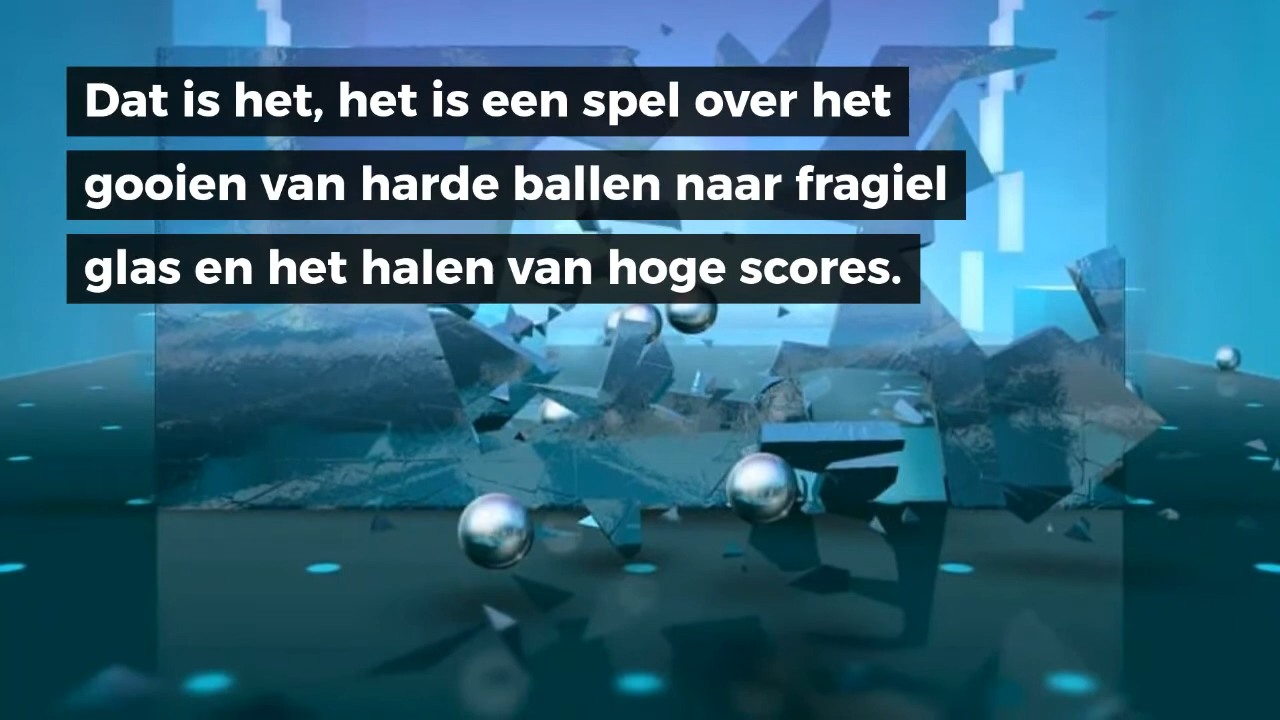 Dat is het, het is een spel over het
gooien van harde ballen naar fragiel
glas en het halen van hoge scores.